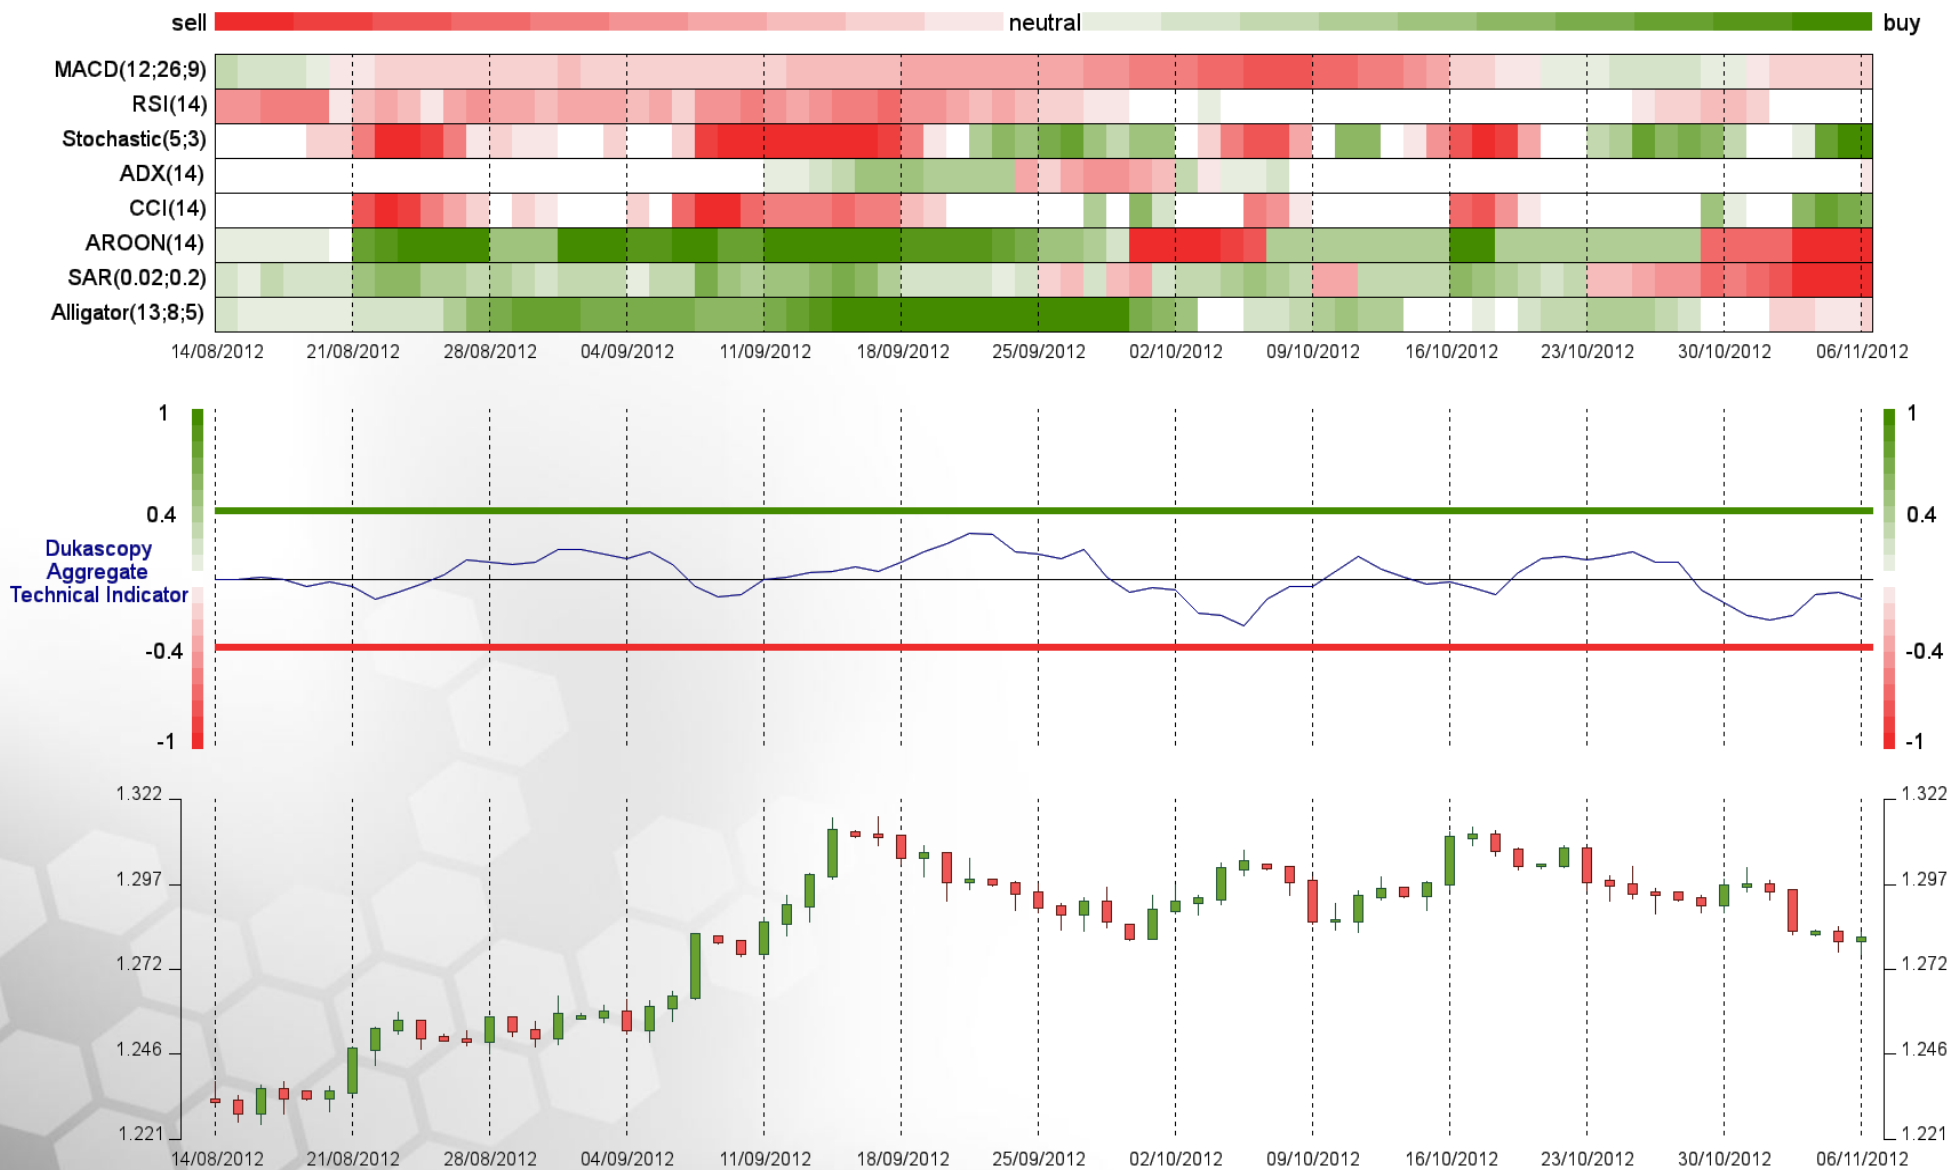 sell neutral buy
MACD(12;26;9)
RSI(14)
Stochastic(5;3)
ADX(14)
CCI(14)
AROON(14)
SAR(0.02;0.2)
Alligator(13;8;5)
14/08/2012 21/08/2012 28/08/2012 04/09/2012 11/09/2012 18/09/2012 25/09/2012 02/10/2012 09/10/2012 16/10/2012 23/10/2012 30/10/2012 06/11/2012
1 1
0.4 0.4
Dukascopy
Aggregate
Technical Indicator
-0.4 -0.4
-1 -1
1.322 1.322
1.297 1.297
1.272 1.272
1.246 1.246
1.221 1.221
14/08/2012 21/08/2012 28/08/2012 04/09/2012 11/09/2012 18/09/2012 25/09/2012 02/10/2012 09/10/2012 16/10/2012 23/10/2012 30/10/2012 06/11/2012